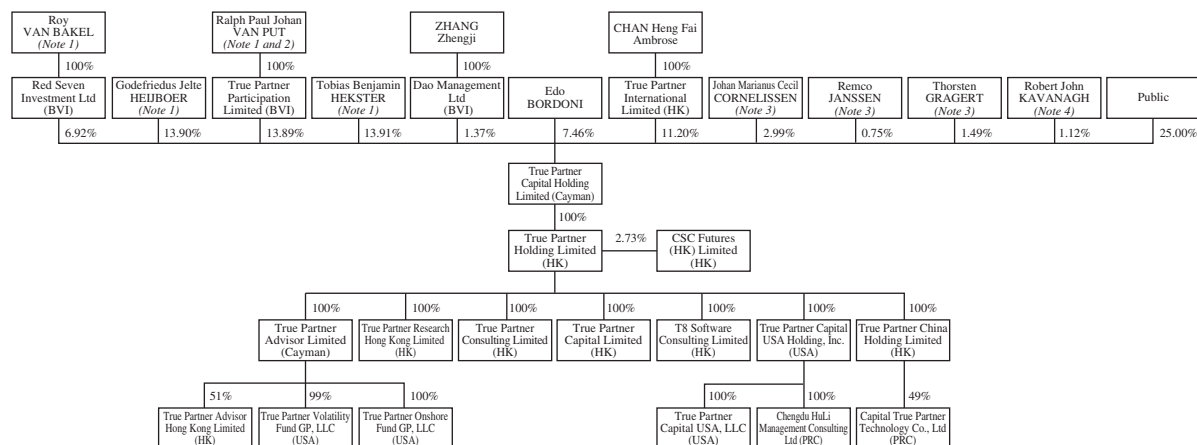 Roy
VAN BAKEL
(Note 1)
Ralph Paul Johan
VAN PUT
(Note 1 and 2)
ZHANG
Zhengji
CHAN Heng Fai
Ambrose
100%
100%
100%
100%
Red Seven
Investment Ltd
(BVI)
Godefriedus Jelte
HEIJBOER
(Note 1)
True Partner
Participation
Limited (BVI)
Tobias Benjamin
HEKSTER
(Note 1)
Dao Management
Ltd
(BVI)
Edo
BORDONI
True Partner
International
Limited (HK)
Johan Marianus Cecil
CORNELISSEN
(Note 3)
Remco
JANSSEN
(Note 3)
Thorsten
GRAGERT
(Note 3)
Robert John
KAVANAGH
(Note 4)
Public
6.92%
13.90%
13.89%
13.91%
1.37%
7.46%
11.20%
2.99%
0.75%
1.49%
1.12%
25.00%
True Partner
Capital Holding
Limited (Cayman)
100%
True Partner
Holding Limited
(HK)
2.73%
CSC Futures
(HK) Limited
(HK)
100%
100%
100%
100%
100%
100%
100%
True Partner
Advisor Limited
(Cayman)
True Partner Research
Hong Kong Limited
(HK)
True Partner
Consulting Limited
(HK)
True Partner
Capital Limited
(HK)
T8 Software
Consulting Limited
(HK)
True Partner Capital
USA Holding, Inc.
(USA)
True Partner China
Holding Limited
(HK)
51%
99%
100%
100%
100%
49%
True Partner Advisor
Hong Kong Limited
(HK)
True Partner Volatility
Fund GP, LLC
(USA)
True Partner Onshore
Fund GP, LLC
(USA)
True Partner
Capital USA, LLC
(USA)
Chengdu HuLi
Management Consulting
Ltd (PRC)
Capital True Partner
Technology Co., Ltd
(PRC)